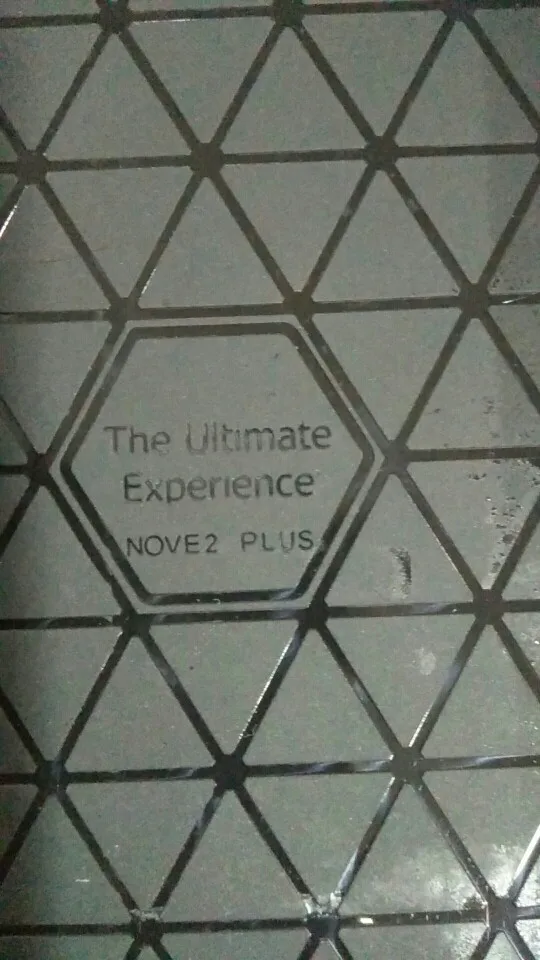 The Ultimate
Experience
NOVE2 PLUS